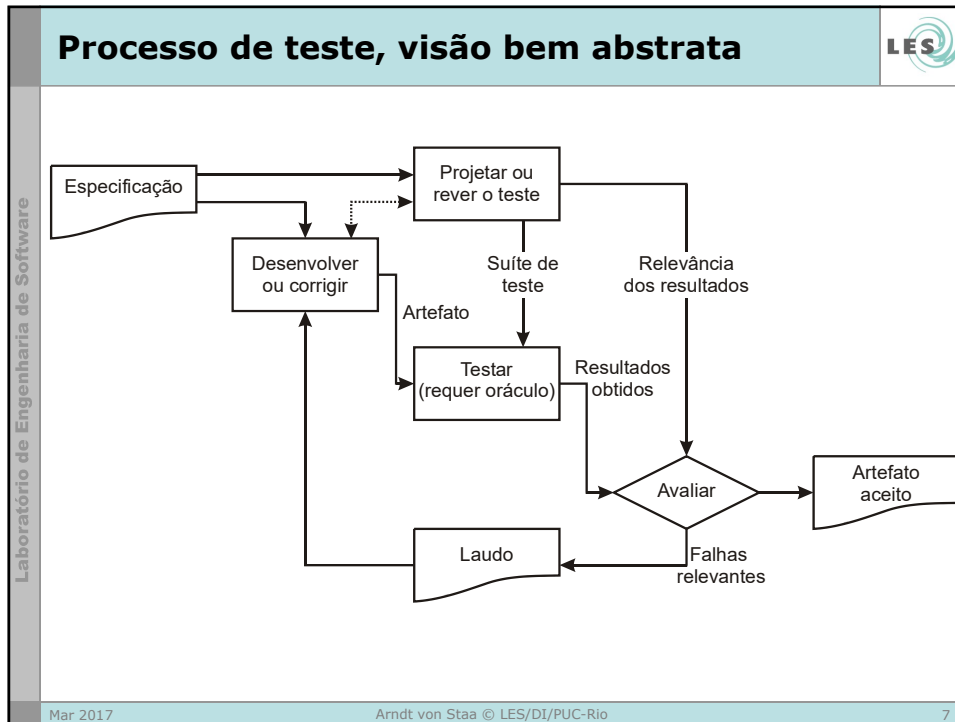 Processo de teste, visão bem abstrata
LES
Laboratório de Engenharia de Software
Especificação
Projetar ou
rever o teste
Desenvolver
ou corrigir
Suíte de
teste
Relevância
dos resultados
Artefato
Testar
(requer oráculo)
Resultados
obtidos
Avaliar
Artefato
aceito
Laudo
Falhas
relevantes
Mar 2017
Arndt von Staa © LES/DI/PUC-Rio
7